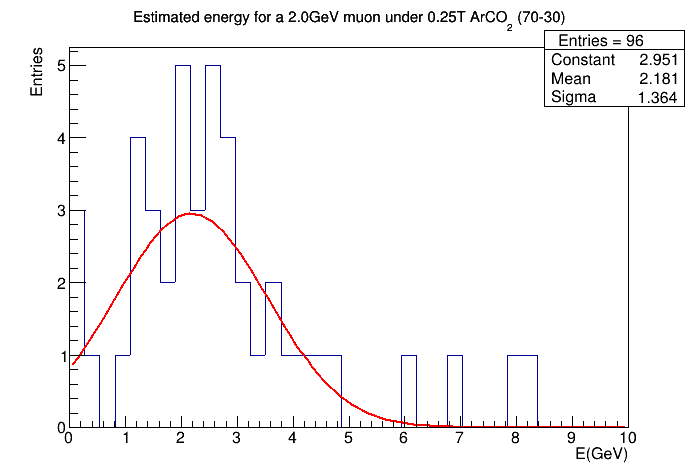 Estimated energy for a 2.0GeV muon under 0.25T ArCO2 (70-30)
Entries = 96
Constant 2.951
Mean 2.181
Sigma 1.364
Entries
5
4
3
2
1
0
0 1 2 3 4 5 6 7 8 9 10
E(GeV)